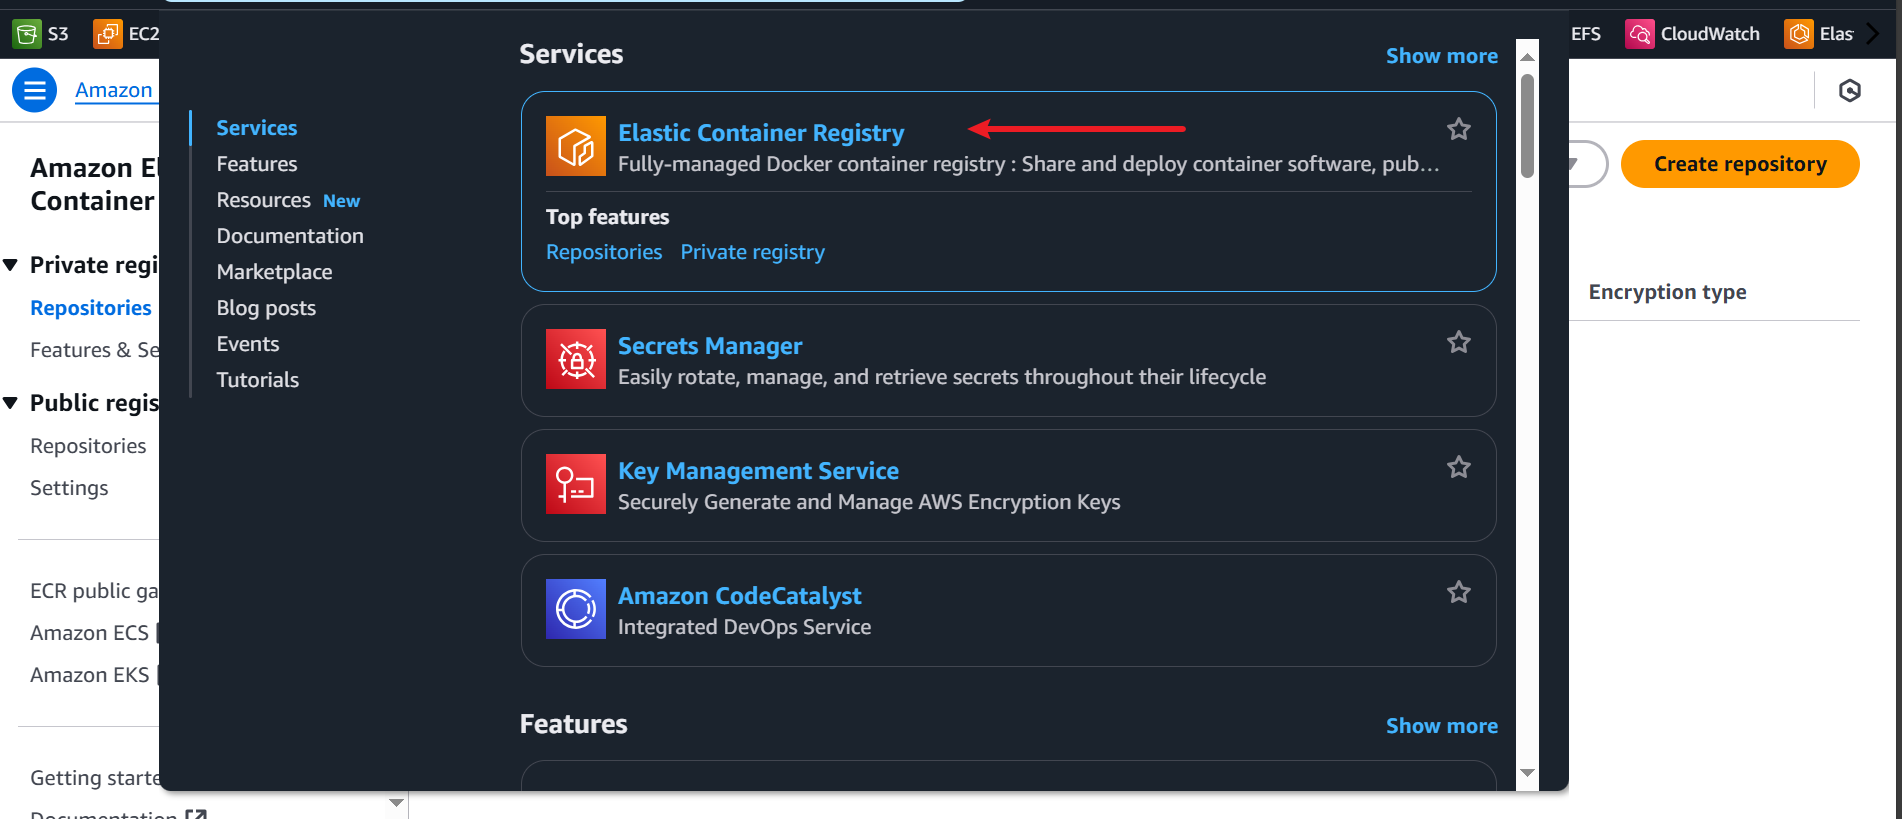 S3
EC2
EFS
CloudWatch
Elas
Amazon
Amazon El
Container
Private regi
Repositories
Features & Se
Public regis
Repositories
Settings
ECR public ga
Amazon ECS
Amazon EKS
Getting starte
Documentation
Services
Features
Resources New
Documentation
Marketplace
Blog posts
Events
Tutorials
Services
Show more
Elastic Container Registry
Fully-managed Docker container registry : Share and deploy container software, pub…
Top features
Repositories Private registry
Secrets Manager
Easily rotate, manage, and retrieve secrets throughout their lifecycle
Key Management Service
Securely Generate and Manage AWS Encryption Keys
Amazon CodeCatalyst
Integrated DevOps Service
Features
Show more
Create repository
Encryption type